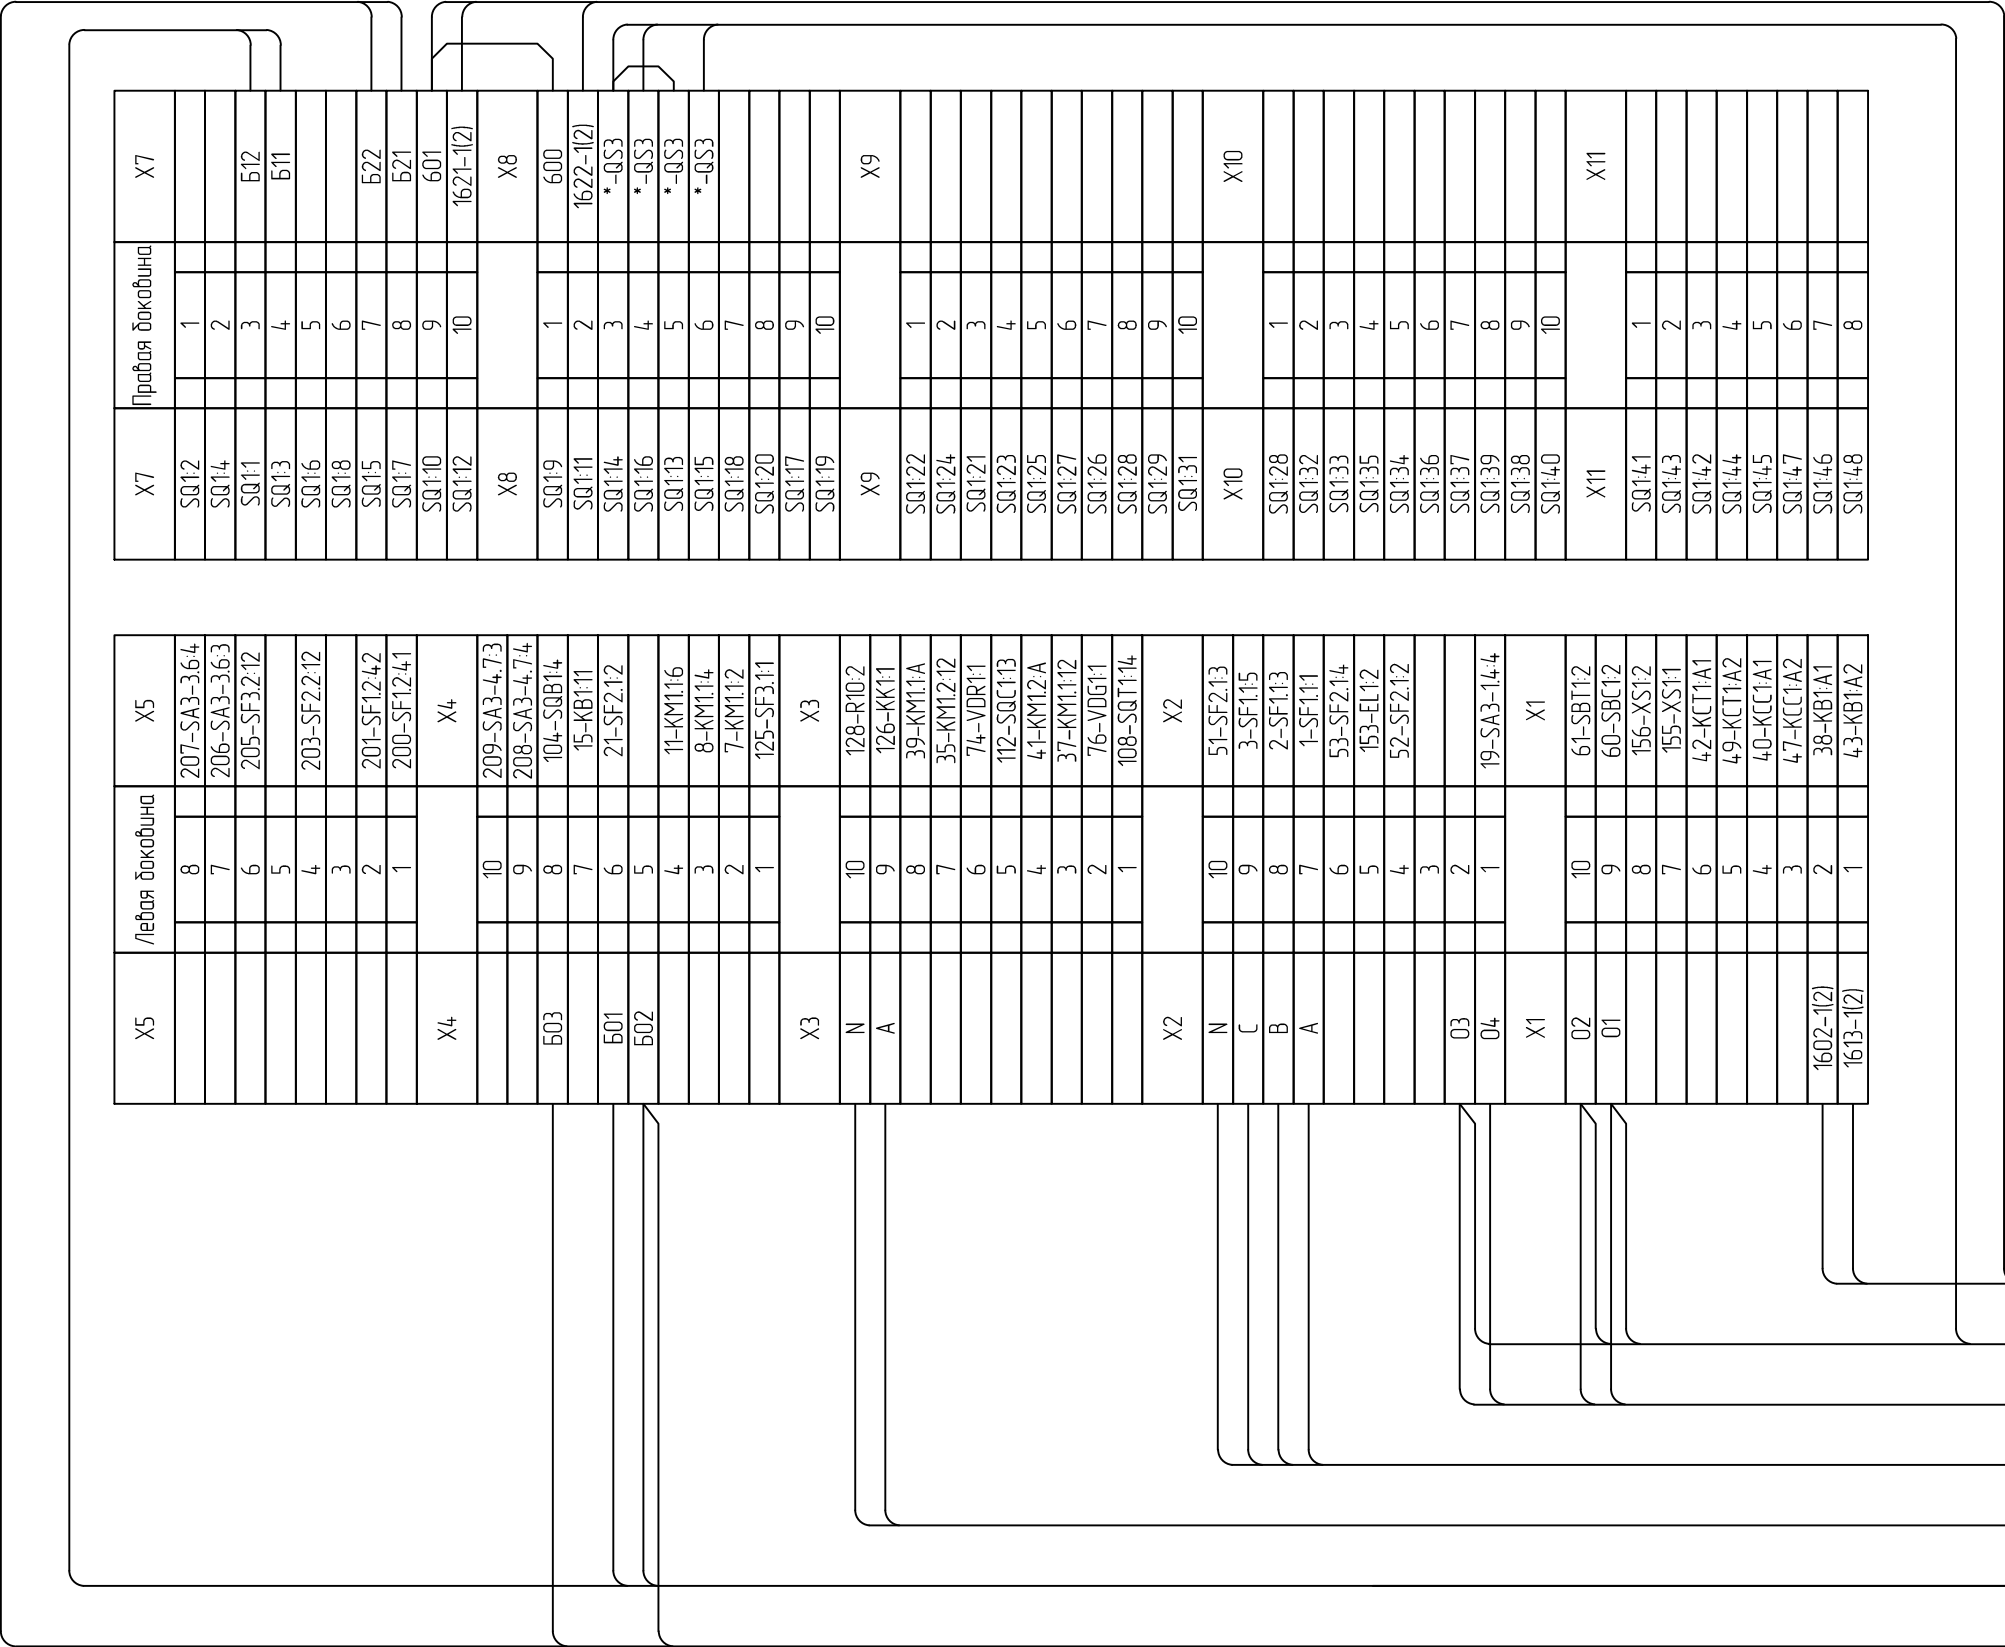 X7 Правая боковина X7
1 SQ1:2
2 SQ1:4
Б12 3 SQ1:1
Б11 4 SQ1:3
5 SQ1:6
6 SQ1:8
Б22 7 SQ1:5
Б21 8 SQ1:7
601 9 SQ1:10
1621-1(2) 10 SQ1:12
X8 X8
600 1 SQ1:9
1622-1(2) 2 SQ1:11
*-QS3 3 SQ1:14
*-QS3 4 SQ1:16
*-QS3 5 SQ1:13
*-QS3 6 SQ1:15
7 SQ1:18
8 SQ1:20
9 SQ1:17
10 SQ1:19
X9 X9
1 SQ1:22
2 SQ1:24
3 SQ1:21
4 SQ1:23
5 SQ1:25
6 SQ1:27
7 SQ1:26
8 SQ1:28
9 SQ1:29
10 SQ1:31
X10 X10
1 SQ1:28
2 SQ1:32
3 SQ1:33
4 SQ1:35
5 SQ1:34
6 SQ1:36
7 SQ1:37
8 SQ1:39
9 SQ1:38
10 SQ1:40
X11 X11
1 SQ1:41
2 SQ1:43
3 SQ1:42
4 SQ1:44
5 SQ1:45
6 SQ1:47
7 SQ1:46
8 SQ1:48
X5 Левая боковина X5
207-SA3-3.6:4 8
206-SA3-3.6:3 7
205-SF3.2:12 6
5
203-SF2.2:12 4
3
201-SF1.2:42 2
200-SF1.2:41 1
X4 X4
209-SA3-4.7:3 10
208-SA3-4.7:4 9
104-SQB1:4 8 Б03
15-KB1:11 7
21-SF2.1:2 6 Б01
5 Б02
11-KM1.1:6 4
8-KM1.1:4 3
7-KM1.1:2 2
125-SF3.1:1 1
X3 X3
128-R10:2 10 N
126-KK1:1 9 A
39-KM1.1:A 8
35-KM1.2:12 7
74-VDR1:1 6
112-SQC1:13 5
41-KM1.2:A 4
37-KM1.1:12 3
76-VDG1:1 2
108-SQT1:14 1
X2 X2
51-SF2.1:3 10 N
3-SF1.1:5 9 C
2-SF1.1:3 8 B
1-SF1.1:1 7 A
53-SF2.1:4 6
153-EL1:2 5
52-SF2.1:2 4
3
2 03
19-SA3-1.4:4 1 04
X1 X1
61-SBT1:2 10 02
60-SBC1:2 9 01
156-XS1:2 8
155-XS1:1 7
42-KCT1:A1 6
49-KCT1:A2 5
40-KCC1:A1 4
47-KCC1:A2 3
38-KB1:A1 2 1602-1(2)
43-KB1:A2 1 1613-1(2)